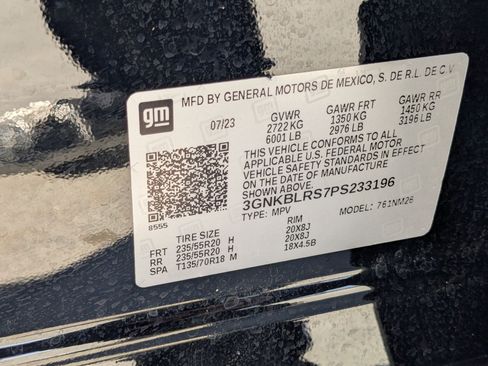 gm
MFD BY GENERAL MOTORS DE MEXICO, S. DE R.L. DE C.V.
07/23 GVWR GAWR FRT GAWR RR
2722 KG 1350 KG 1450 KG
6001 LB 2976 LB 3196 LB
THIS VEHICLE CONFORMS TO ALL
APPLICABLE U.S. FEDERAL MOTOR
VEHICLE SAFETY STANDARDS IN EFFECT
ON THE DATE OF MANUFACTURE
SHOWN ABOVE.
3GNKBLRS7PS233196
8555 TYPE: MPV MODEL: 761NM26
TIRE SIZE RIM
FRT 235/55R20 H 20X8J
RR 235/55R20 H 20X8J
SPA T135/70R18 M 18X4.5B